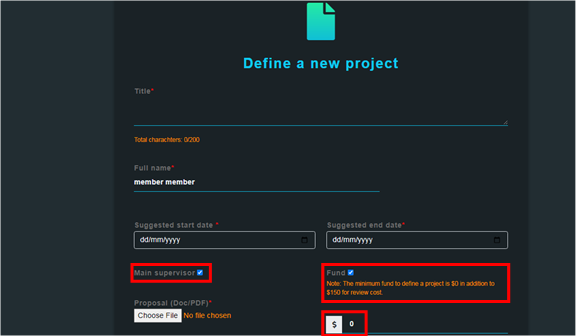 Define a new project
Title*
Total charachters: 0/200
Full name*
member member
Suggested start date *
Suggested end date*
dd/mm/yyyy
dd/mm/yyyy
Main supervisor
Fund
Note: The minimum fund to define a project is $0 in addition to
$150 for review cost.
Proposal (Doc/PDF)*
Choose File No file chosen
$ 0